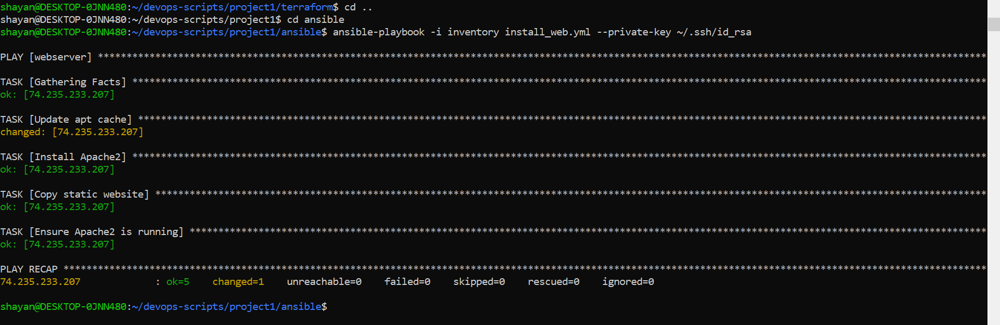 shayan@DESKTOP-0JNN480:~/devops-scripts/project1/terraform$ cd ..
shayan@DESKTOP-0JNN480:~/devops-scripts/project1$ cd ansible
shayan@DESKTOP-0JNN480:~/devops-scripts/project1/ansible$ ansible-playbook -i inventory install_web.yml --private-key ~/.ssh/id_rsa
PLAY [webserver] ***********************************************************************************************************************************************************
TASK [Gathering Facts] *****************************************************************************************************************************************************
ok: [74.235.233.207]
TASK [Update apt cache] ****************************************************************************************************************************************************
changed: [74.235.233.207]
TASK [Install Apache2] *****************************************************************************************************************************************************
ok: [74.235.233.207]
TASK [Copy static website] *************************************************************************************************************************************************
ok: [74.235.233.207]
TASK [Ensure Apache2 is running] *******************************************************************************************************************************************
ok: [74.235.233.207]
PLAY RECAP *****************************************************************************************************************************************************************
74.235.233.207             : ok=5    changed=1    unreachable=0    failed=0    skipped=0    rescued=0    ignored=0
shayan@DESKTOP-0JNN480:~/devops-scripts/project1/ansible$